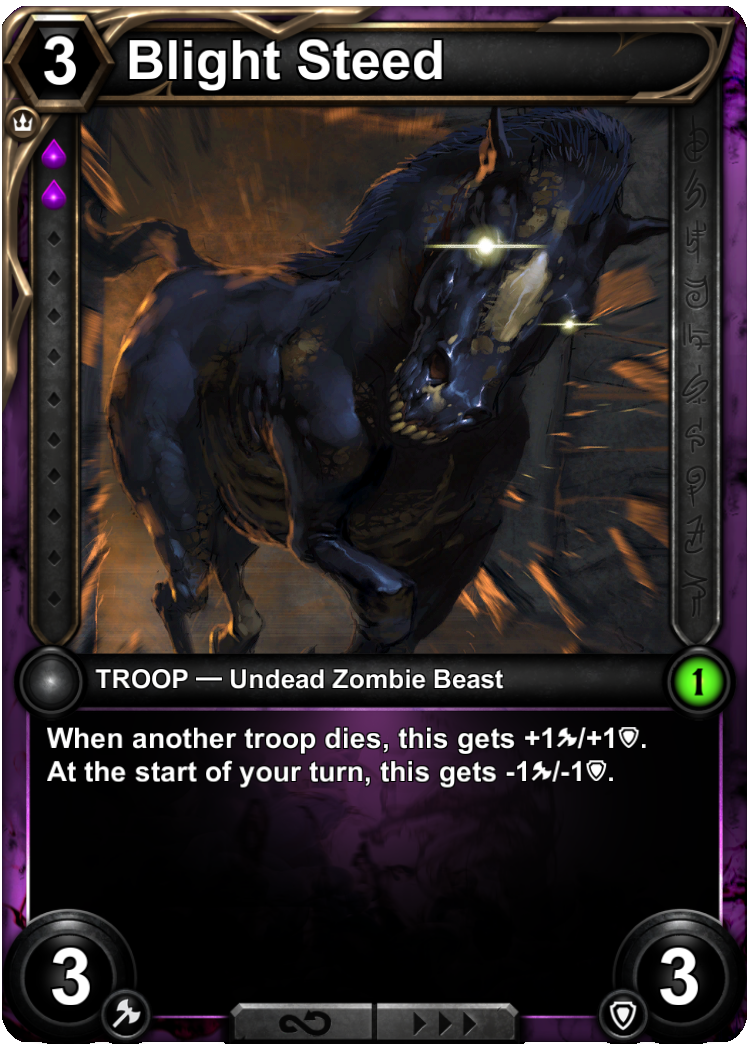 3 Blight Steed
TROOP — Undead Zombie Beast 1
When another troop dies, this gets +1/+1.
At the start of your turn, this gets -1/-1.
3 3